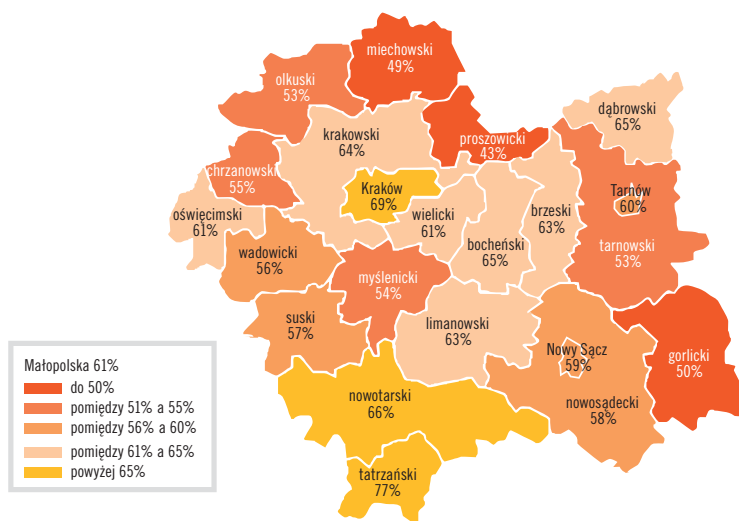 miechowski
49%
olkuski
53%
dąbrowski
65%
krakowski
64%
proszowicki
43%
chrzanowski
55%
Kraków
69%
Tarnów
60%
oświęcimski
61%
wielicki
61%
brzeski
63%
bocheński
65%
tarnowski
53%
wadowicki
56%
myślenicki
54%
suski
57%
limanowski
63%
Nowy Sącz
59%
gorlicki
50%
nowotarski
66%
nowosądecki
58%
tatrzański
77%
Małopolska 61%
do 50%
pomiędzy 51% a 55%
pomiędzy 56% a 60%
pomiędzy 61% a 65%
powyżej 65%